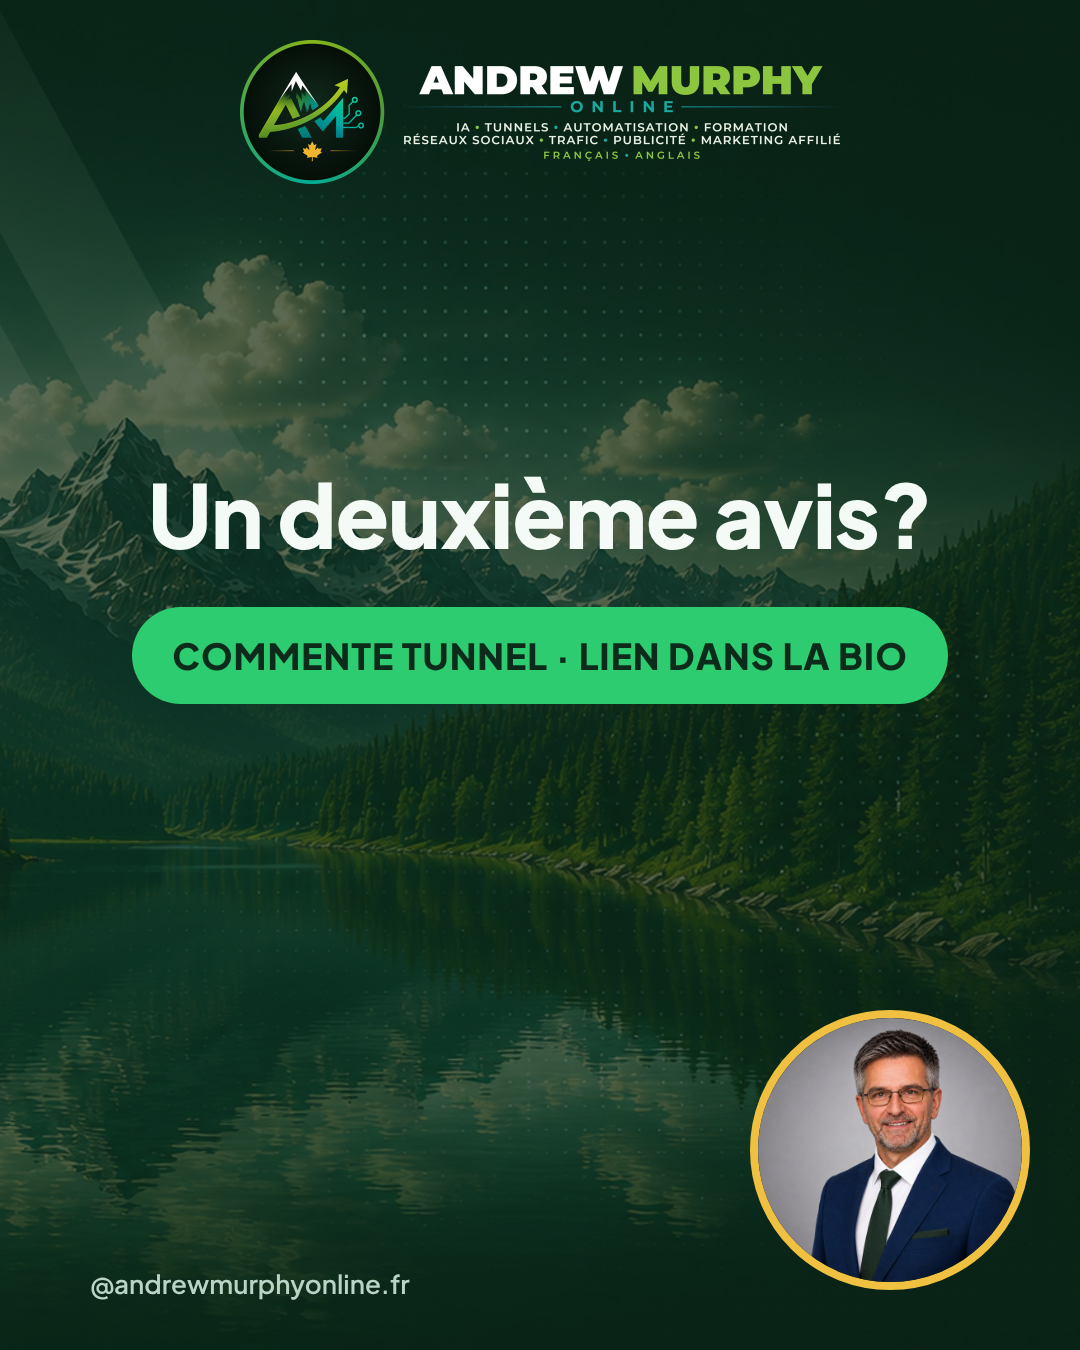 ANDREW MURPHY
ONLINE
IA • TUNNELS • AUTOMATISATION • FORMATION
RÉSEAUX SOCIAUX • TRAFIC • PUBLICITÉ • MARKETING AFFILIÉ
FRANÇAIS • ANGLAIS
Un deuxième avis?
COMMENTE TUNNEL · LIEN DANS LA BIO
@andrewmurphyonline.fr